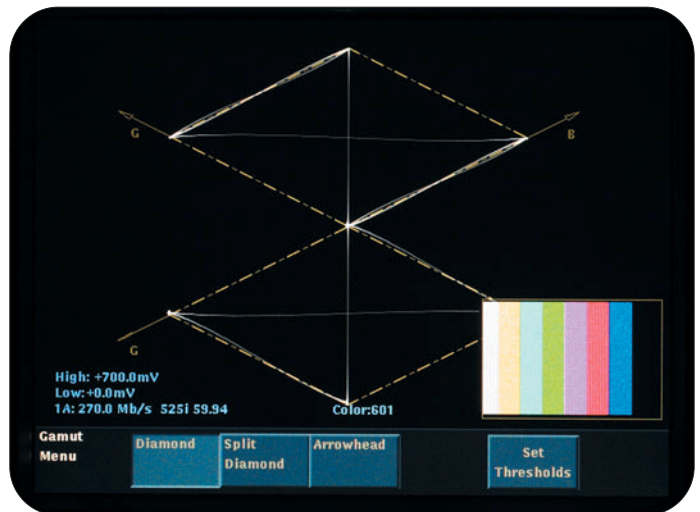 G
B
G
High: +700.0mV
Low:+0.0mV
1A: 270.0 Mb/s 525i 59.94
Color:601
Gamut
Menu
Diamond
Split
Diamond
Arrowhead
Set
Thresholds